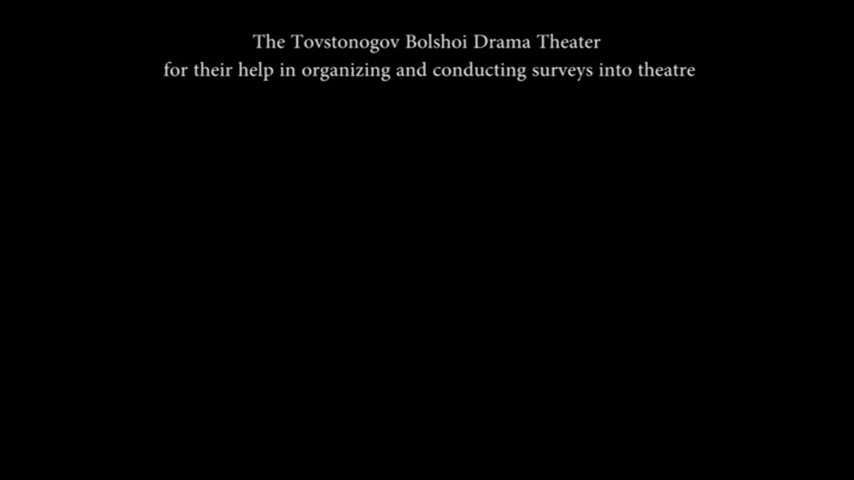 The Tovstonogov Bolshoi Drama Theater
for their help in organizing and conducting surveys into theatre